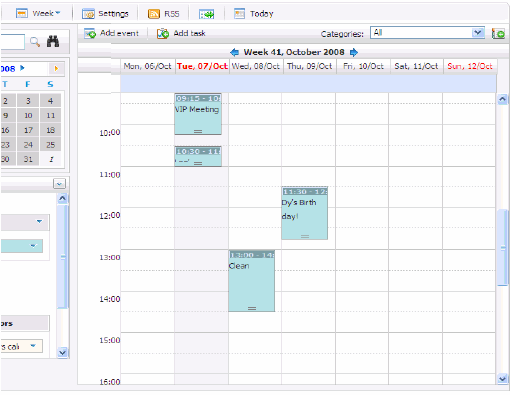 Week Settings RSS Today
Add event Add task Categories: All
Week 41, October 2008
008
Mon, 06/Oct Tue, 07/Oct Wed, 08/Oct Thu, 09/Oct Fri, 10/Oct Sat, 11/Oct Sun, 12/Oct
T F S
2 3 4
9 10 11
16 17 18
23 24 25
30 31 1
09:15 - 10:
VIP Meeting
10:00
10:30 - 11:
11:00
11:30 - 12:
Dy's Birth
day!
12:00
13:00
13:00 - 14:
Clean
14:00
ors
15:00
rs cal
16:00